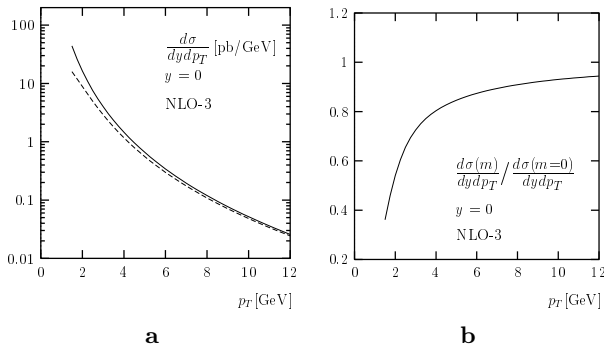 100
10
1
0.1
0.01
0 2 4 6 8 10 12
dσ
dydp_T [pb/GeV]
y = 0
NLO-3
p_T [GeV]
a
1.2
1
0.8
0.6
0.4
0.2
0 2 4 6 8 10 12
dσ(m) / dσ(m=0)
dydp_T dydp_T
y = 0
NLO-3
p_T [GeV]
b